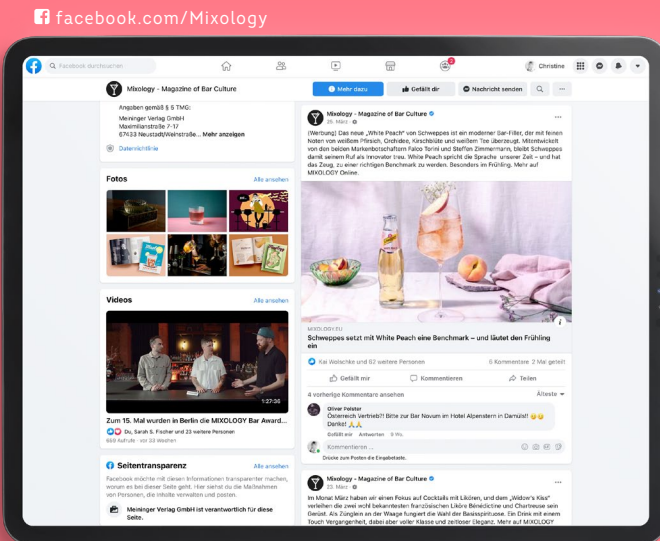 facebook.com/Mixology
Facebook durchsuchen
2
Christine
Mixology - Magazine of Bar Culture
Mehr dazu
Gefällt dir
Nachricht senden
Angaben gemäß § 5 TMG:
Meininger Verlag GmbH
Maximilianstraße 7-17
67433 Neustadt/Weinstraße... Mehr anzeigen
Datenrichtlinie
Fotos
Alle ansehen
Videos
Alle ansehen
1:27:36
Zum 15. Mal wurden in Berlin die MIXOLOGY Bar Award...
Du, Sarah S. Fischer und 23 weitere Personen
669 Aufrufe · vor 33 Wochen
Seitentransparenz
Alle ansehen
Facebook möchte mit diesen Informationen transparenter machen,
worum es bei dieser Seite geht. Hier siehst du die Maßnahmen
von Personen, die Inhalte verwalten und posten.
Meininger Verlag GmbH ist verantwortlich für diese
Seite.
Mixology - Magazine of Bar Culture
25. März ·
(Werbung) Das neue „White Peach" von Schweppes ist ein moderner Bar-Filler, der mit feinen
Noten von weißem Pfirsich, Orchidee, Kirschblüte und weißem Tee überzeugt. Mitentwickelt
von den beiden Markenbotschaftern Falco Torini und Steffen Zimmermann, bleibt Schweppes
damit seinem Ruf als Innovator treu. White Peach spricht die Sprache unserer Zeit – und hat
das Zeug, zu einer richtigen Benchmark zu werden. Besonders im Frühling. Mehr auf
MIXOLOGY Online.
MIXOLOGY.EU
Schweppes setzt mit White Peach eine Benchmark – und läutet den Frühling
ein
Kai Wolschke und 62 weitere Personen
6 Kommentare 2 Mal geteilt
Gefällt mir
Kommentieren
Teilen
4 vorherige Kommentare ansehen
Älteste
Oliver Polster
Österreich Vertrieb?! Bitte zur Bar Novum im Hotel Alpenstern in Damüls!!
Danke!
Gefällt mir Antworten 9 Wo.
Kommentieren ...
Drücke zum Posten die Eingabetaste.
Mixology - Magazine of Bar Culture
23. März ·
Im Monat März haben wir einen Fokus auf Cocktails mit Likören, und dem „Widow's Kiss"
verleihen die zwei wohl bekanntesten französischen Liköre Bénédictine und Chartreuse sein
Gerüst. Als Zünglein an der Waage fungiert die Wahl der Basisspirituose. Ein Drink mit einem
Touch Vergangenheit, dabei aber voller Klasse und zeitloser Eleganz. Mehr auf MIXOLOGY